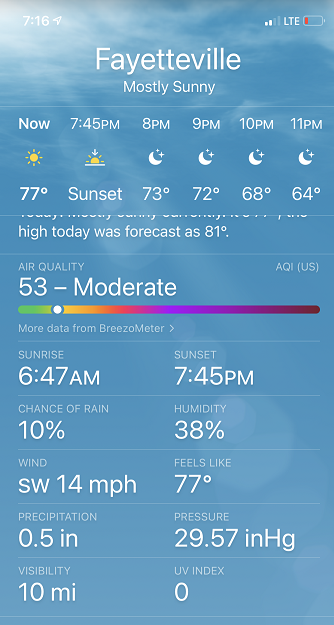 7:16 LTE
Fayetteville
Mostly Sunny
Now 7:45PM 8PM 9PM 10PM 11PM
77° Sunset 73° 72° 68° 64°
Today: Mostly sunny currently. It's 77°; the
high today was forecast as 81°.
AIR QUALITY AQI (US)
53 – Moderate
More data from BreezoMeter >
SUNRISE SUNSET
6:47AM 7:45PM
CHANCE OF RAIN HUMIDITY
10% 38%
WIND FEELS LIKE
sw 14 mph 77°
PRECIPITATION PRESSURE
0.5 in 29.57 inHg
VISIBILITY UV INDEX
10 mi 0